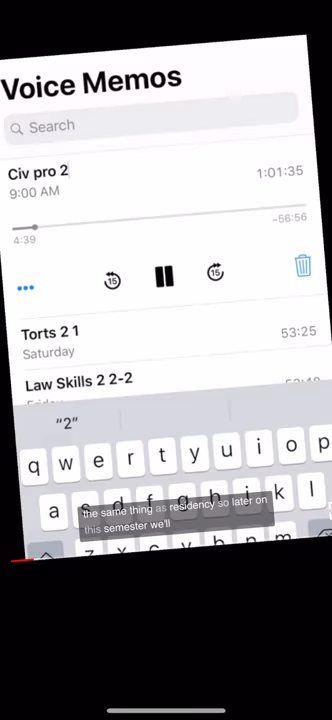 Voice Memos
Search
Civ pro 2
9:00 AM
1:01:35
4:39
-56:56
15
15
Torts 2 1
Saturday
53:25
Law Skills 2 2-2
"2"
q w e r t y u i o p
a s d f g h j k l
the same thing as residency so later on
this semester we'll
z x c v b n m